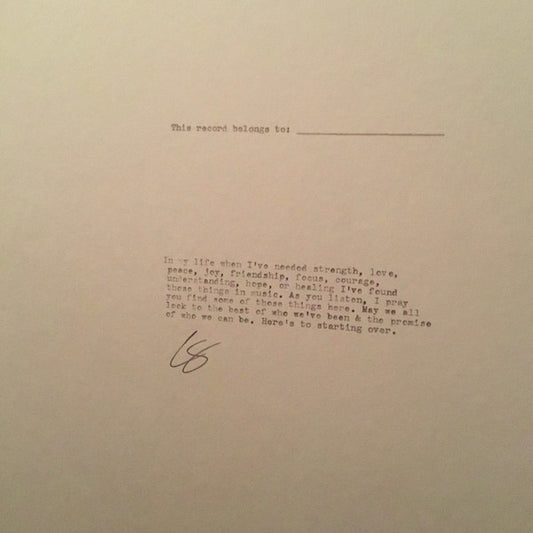 This record belongs to: ____________________
In my life when I've needed strength, love,
peace, joy, friendship, focus, courage,
understanding, hope, or healing I've found
these things in music. As you listen, I pray
you find some of those things here. May we all
look to the best of who we've been & the promise
of who we can be. Here's to starting over.